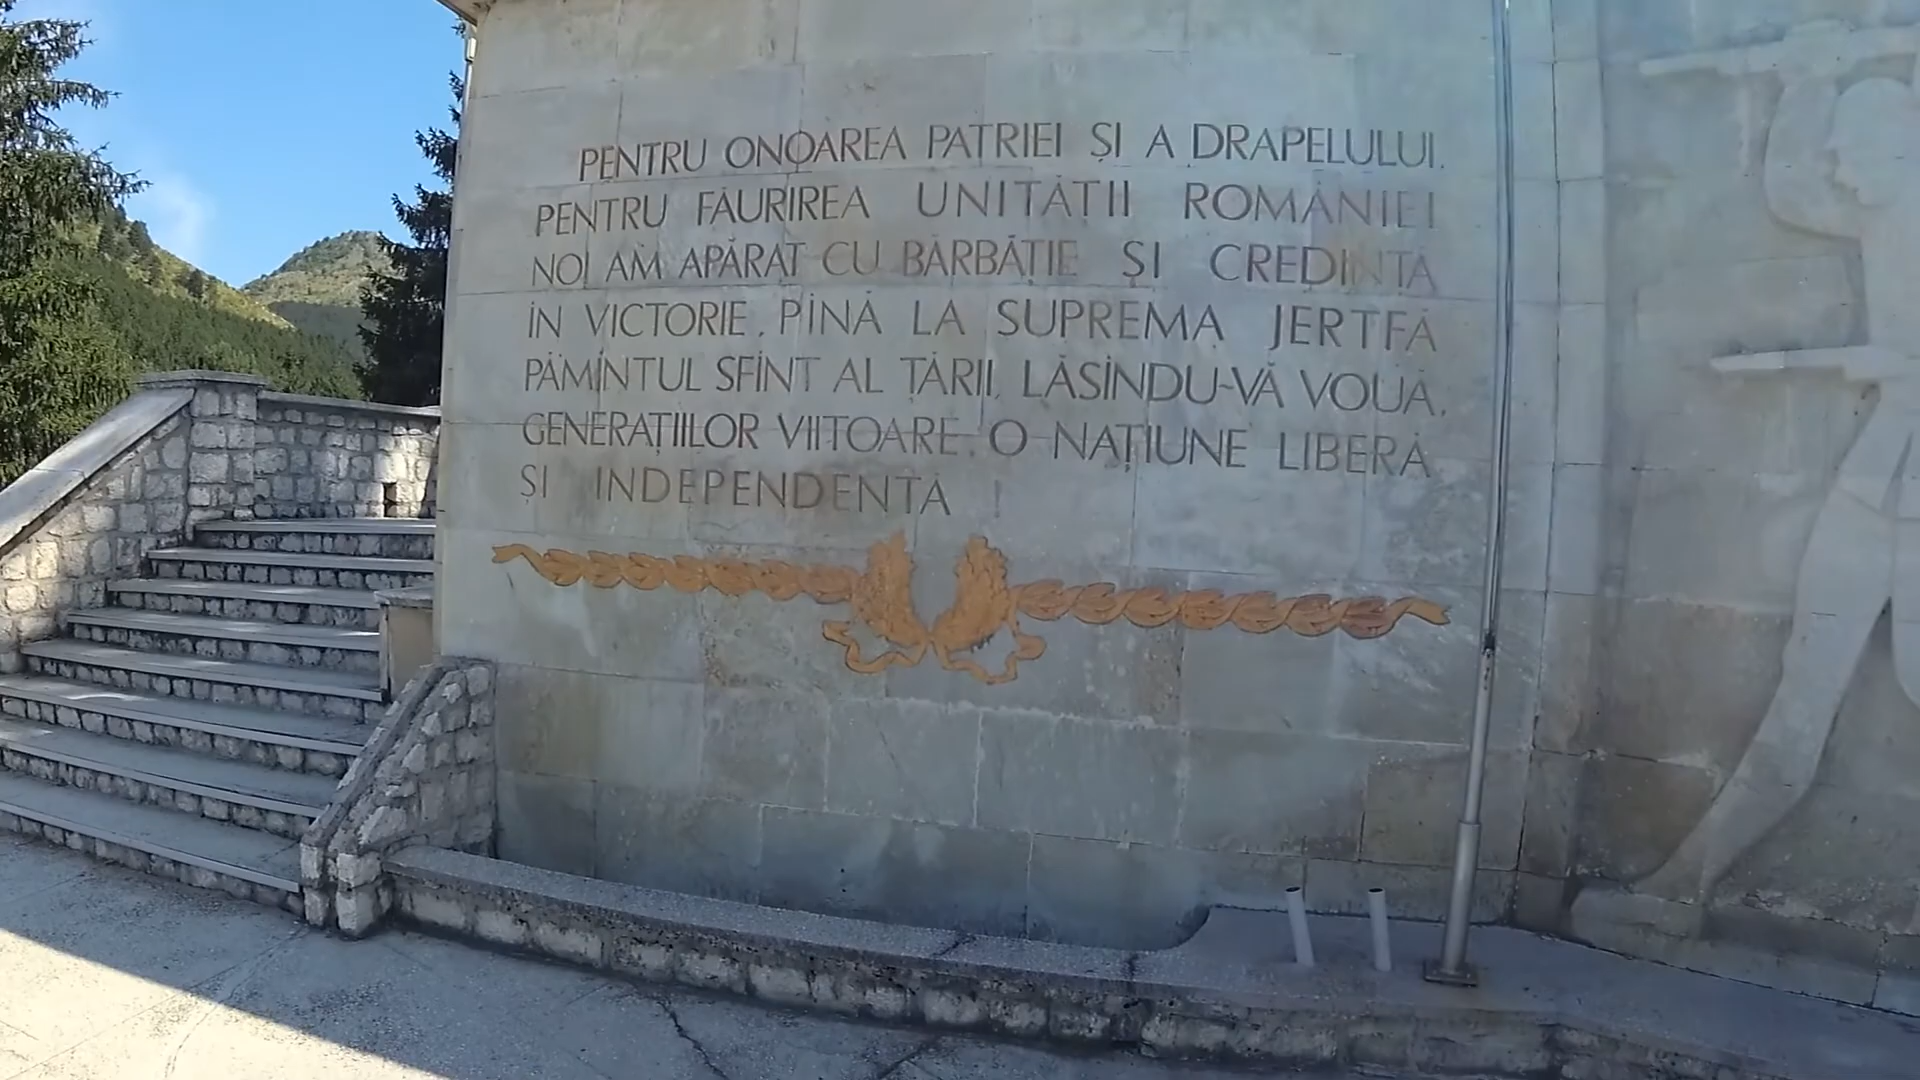 PENTRU ONOAREA PATRIEI ȘI A DRAPELULUI,
PENTRU FĂURIREA UNITĂȚII ROMÂNIEI
NOI AM APĂRAT CU BĂRBĂȚIE ȘI CREDINȚĂ
ÎN VICTORIE, PÎNĂ LA SUPREMA JERTFĂ
PĂMÎNTUL SFÎNT AL ȚĂRII, LĂSÎNDU-VĂ VOUĂ,
GENERAȚIILOR VIITOARE, O NAȚIUNE LIBERĂ
ȘI INDEPENDENTĂ !